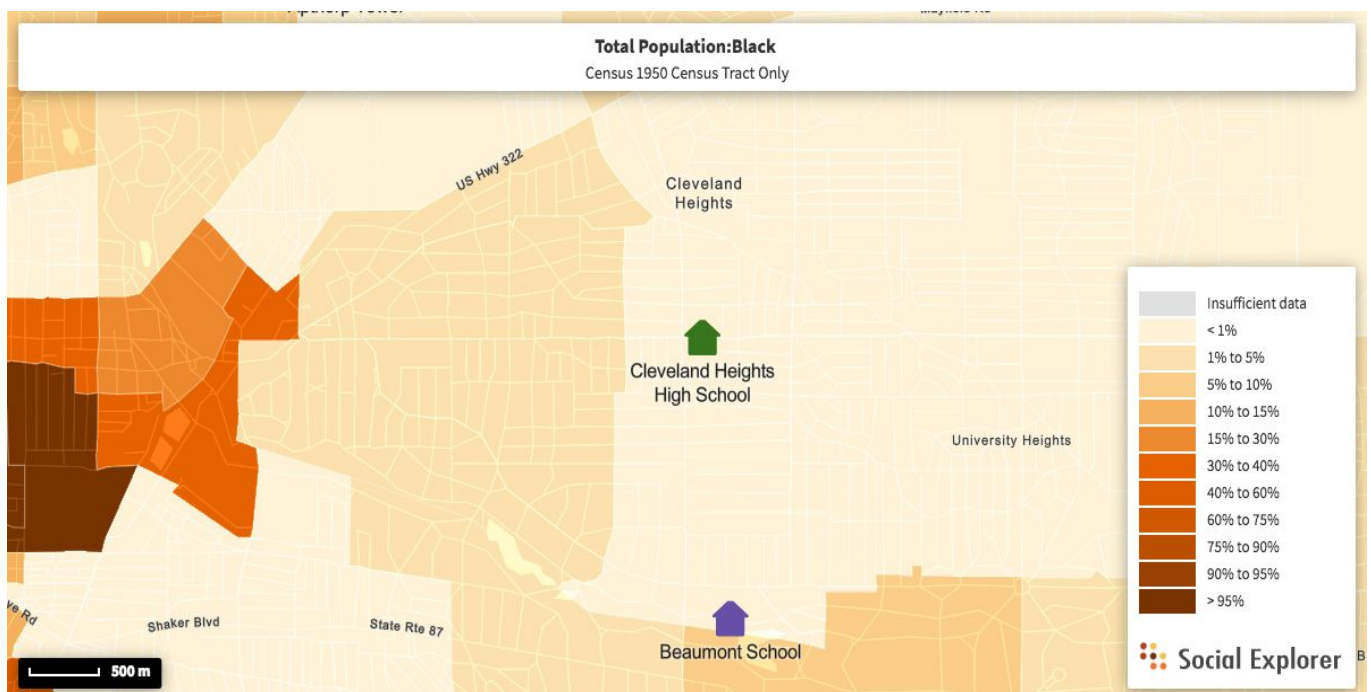 Total Population:Black
Census 1950 Census Tract Only
US Hwy 322
Cleveland
Heights
Cleveland Heights
High School
University Heights
Shaker Blvd
State Rte 87
Beaumont School
500 m
Insufficient data
< 1%
1% to 5%
5% to 10%
10% to 15%
15% to 30%
30% to 40%
40% to 60%
60% to 75%
75% to 90%
90% to 95%
> 95%
Social Explorer
B